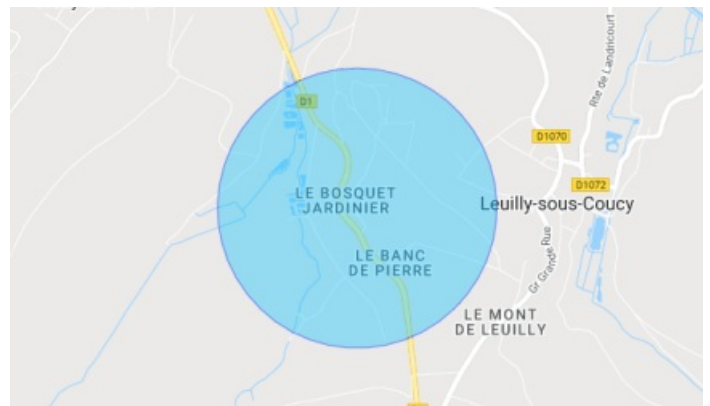 D1
Rte de Landricourt
D1070
D1072
LE BOSQUET
JARDINIER
Leuilly-sous-Coucy
LE BANC
DE PIERRE
Gr Grande Rue
LE MONT
DE LEUILLY